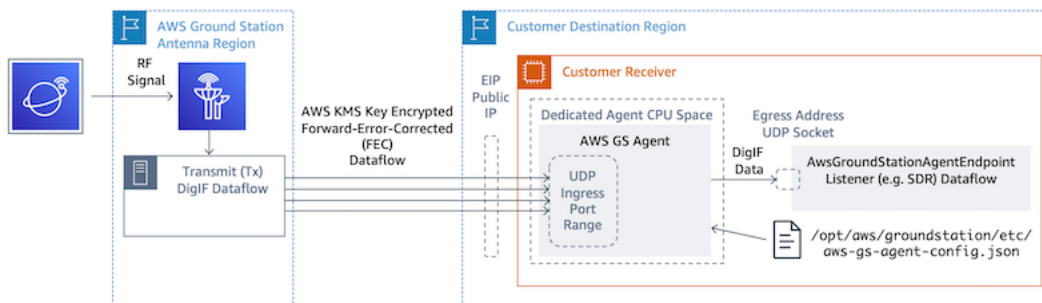 AWS Ground Station
Antenna Region
RF
Signal
Transmit (Tx)
DigIF Dataflow
AWS KMS Key Encrypted
Forward-Error-Corrected
(FEC)
Dataflow
Customer Destination Region
EIP
Public
IP
Customer Receiver
Dedicated Agent CPU Space
AWS GS Agent
UDP
Ingress
Port
Range
DigIF
Data
Egress Address
UDP Socket
AwsGroundStationAgentEndpoint
Listener (e.g. SDR) Dataflow
/opt/aws/groundstation/etc/
aws-gs-agent-config.json